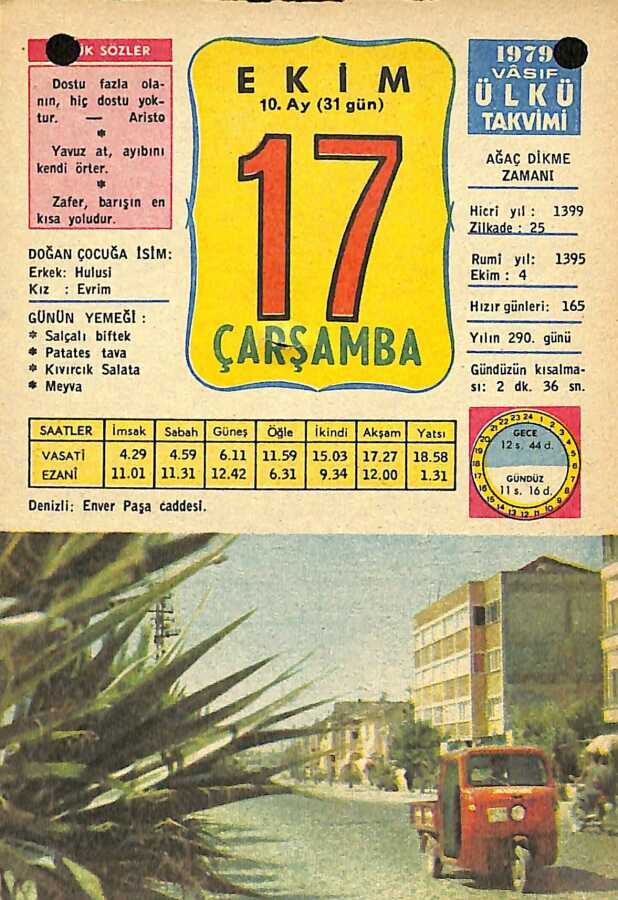 UK SÖZLER
Dostu fazla ola-
nın, hiç dostu yok-
tur. — Aristo
*
Yavuz at, ayıbını
kendi örter.
*
Zafer, barışın en
kısa yoludur.
DOĞAN ÇOCUĞA İSİM:
Erkek: Hulusi
Kız : Evrim
GÜNÜN YEMEĞİ :
* Salçalı biftek
* Patates tava
* Kıvırcık Salata
* Meyva
EKİM
10. Ay (31 gün)
17
ÇARŞAMBA
1979
VÂSIF
ÜLKÜ
TAKVİMİ
AĞAÇ DİKME
ZAMANI
Hicri yıl : 1399
Zilkade : 25
Rumî yıl: 1395
Ekim : 4
Hızır günleri: 165
Yılın 290. günü
Gündüzün kısalma-
sı: 2 dk. 36 sn.
SAATLER İmsak Sabah Güneş Öğle İkindi Akşam Yatsı
VASATİ 4.29 4.59 6.11 11.59 15.03 17.27 18.58
EZANİ 11.01 11.31 12.42 6.31 9.34 12.00 1.31
GECE
12 s. 44 d.
GÜNDÜZ
11 s. 16 d.
Denizli: Enver Paşa caddesi.